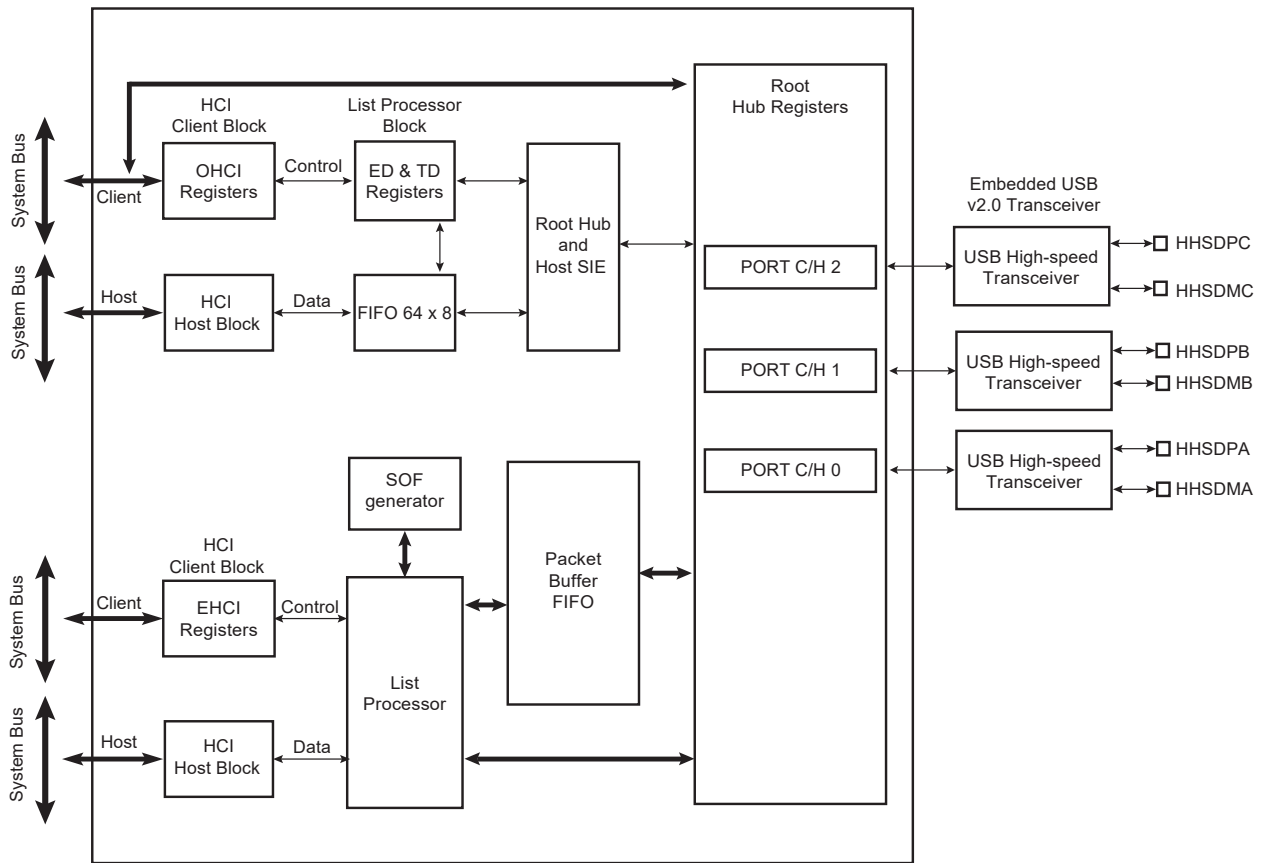 Root
Hub Registers
HCI
Client Block
List Processor
Block
System Bus
Client
OHCI
Registers
Control
ED & TD
Registers
Root Hub
and
Host SIE
Embedded USB
v2.0 Transceiver
PORT C/H 2
USB High-speed
Transceiver
HHSDPC
HHSDMC
System Bus
Host
HCI
Host Block
Data
FIFO 64 x 8
PORT C/H 1
USB High-speed
Transceiver
HHSDPB
HHSDMB
PORT C/H 0
USB High-speed
Transceiver
HHSDPA
HHSDMA
SOF
generator
Packet
Buffer
FIFO
HCI
Client Block
System Bus
Client
EHCI
Registers
Control
List
Processor
System Bus
Host
HCI
Host Block
Data